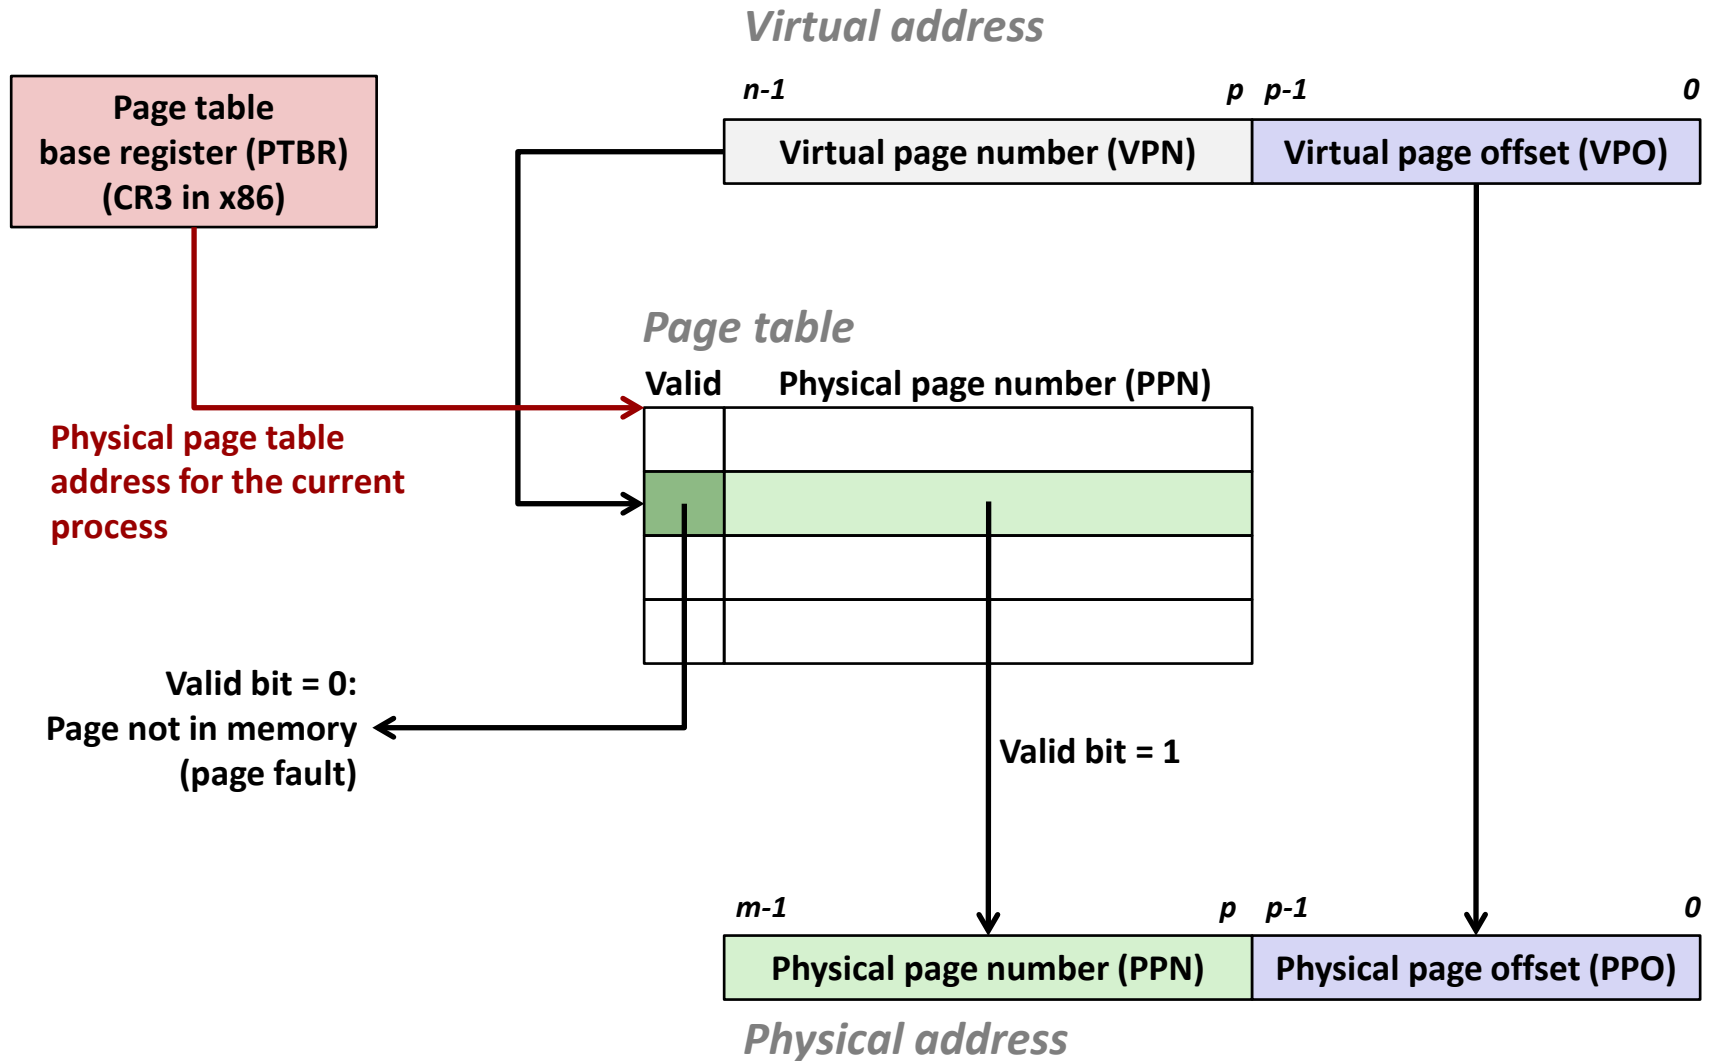 Virtual address
n-1 p p-1 0
Page table
base register (PTBR)
(CR3 in x86)
Virtual page number (VPN) Virtual page offset (VPO)
Page table
Valid Physical page number (PPN)
Physical page table
address for the current
process
Valid bit = 0:
Page not in memory
(page fault)
Valid bit = 1
m-1 p p-1 0
Physical page number (PPN) Physical page offset (PPO)
Physical address